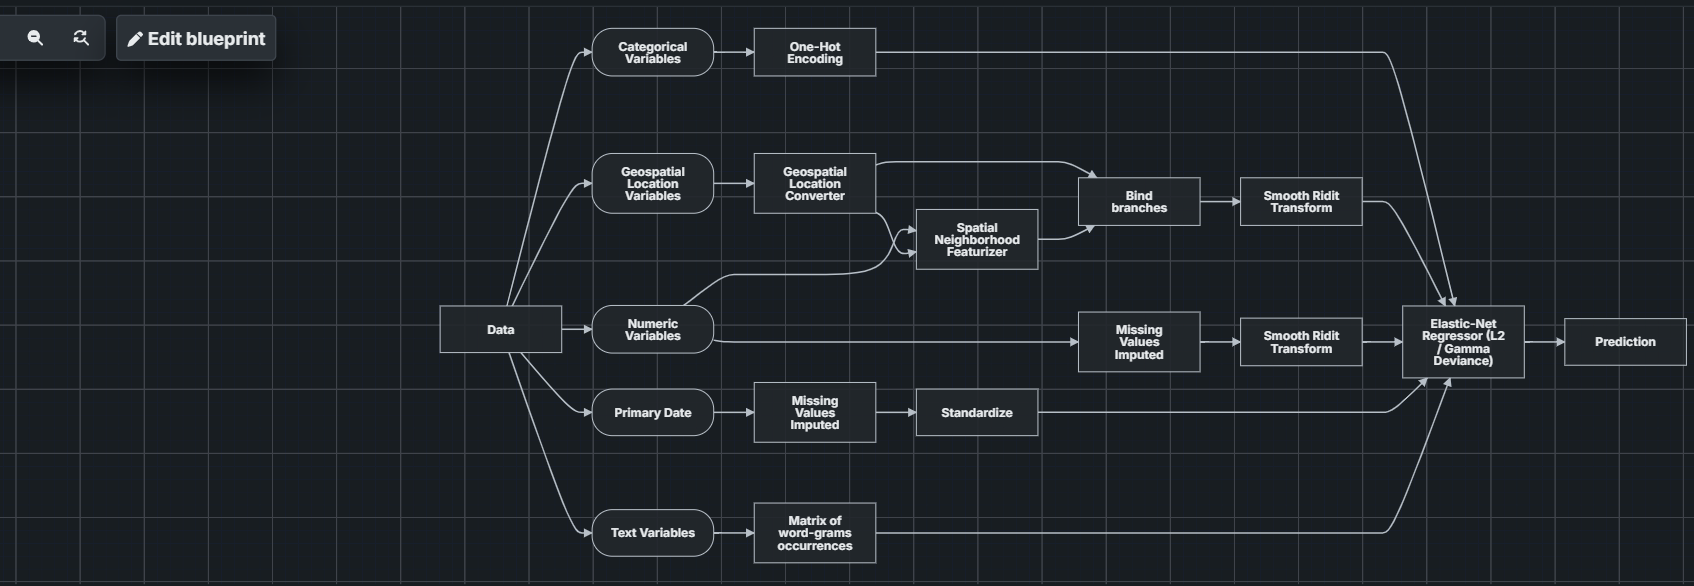 Edit blueprint
Categorical
Variables
One-Hot
Encoding
Geospatial
Location
Variables
Geospatial
Location
Converter
Bind
branches
Smooth Ridit
Transform
Spatial
Neighborhood
Featurizer
Data
Numeric
Variables
Missing
Values
Imputed
Smooth Ridit
Transform
Elastic-Net
Regressor (L2
/ Gamma
Deviance)
Prediction
Primary Date
Missing
Values
Imputed
Standardize
Text Variables
Matrix of
word-grams
occurrences